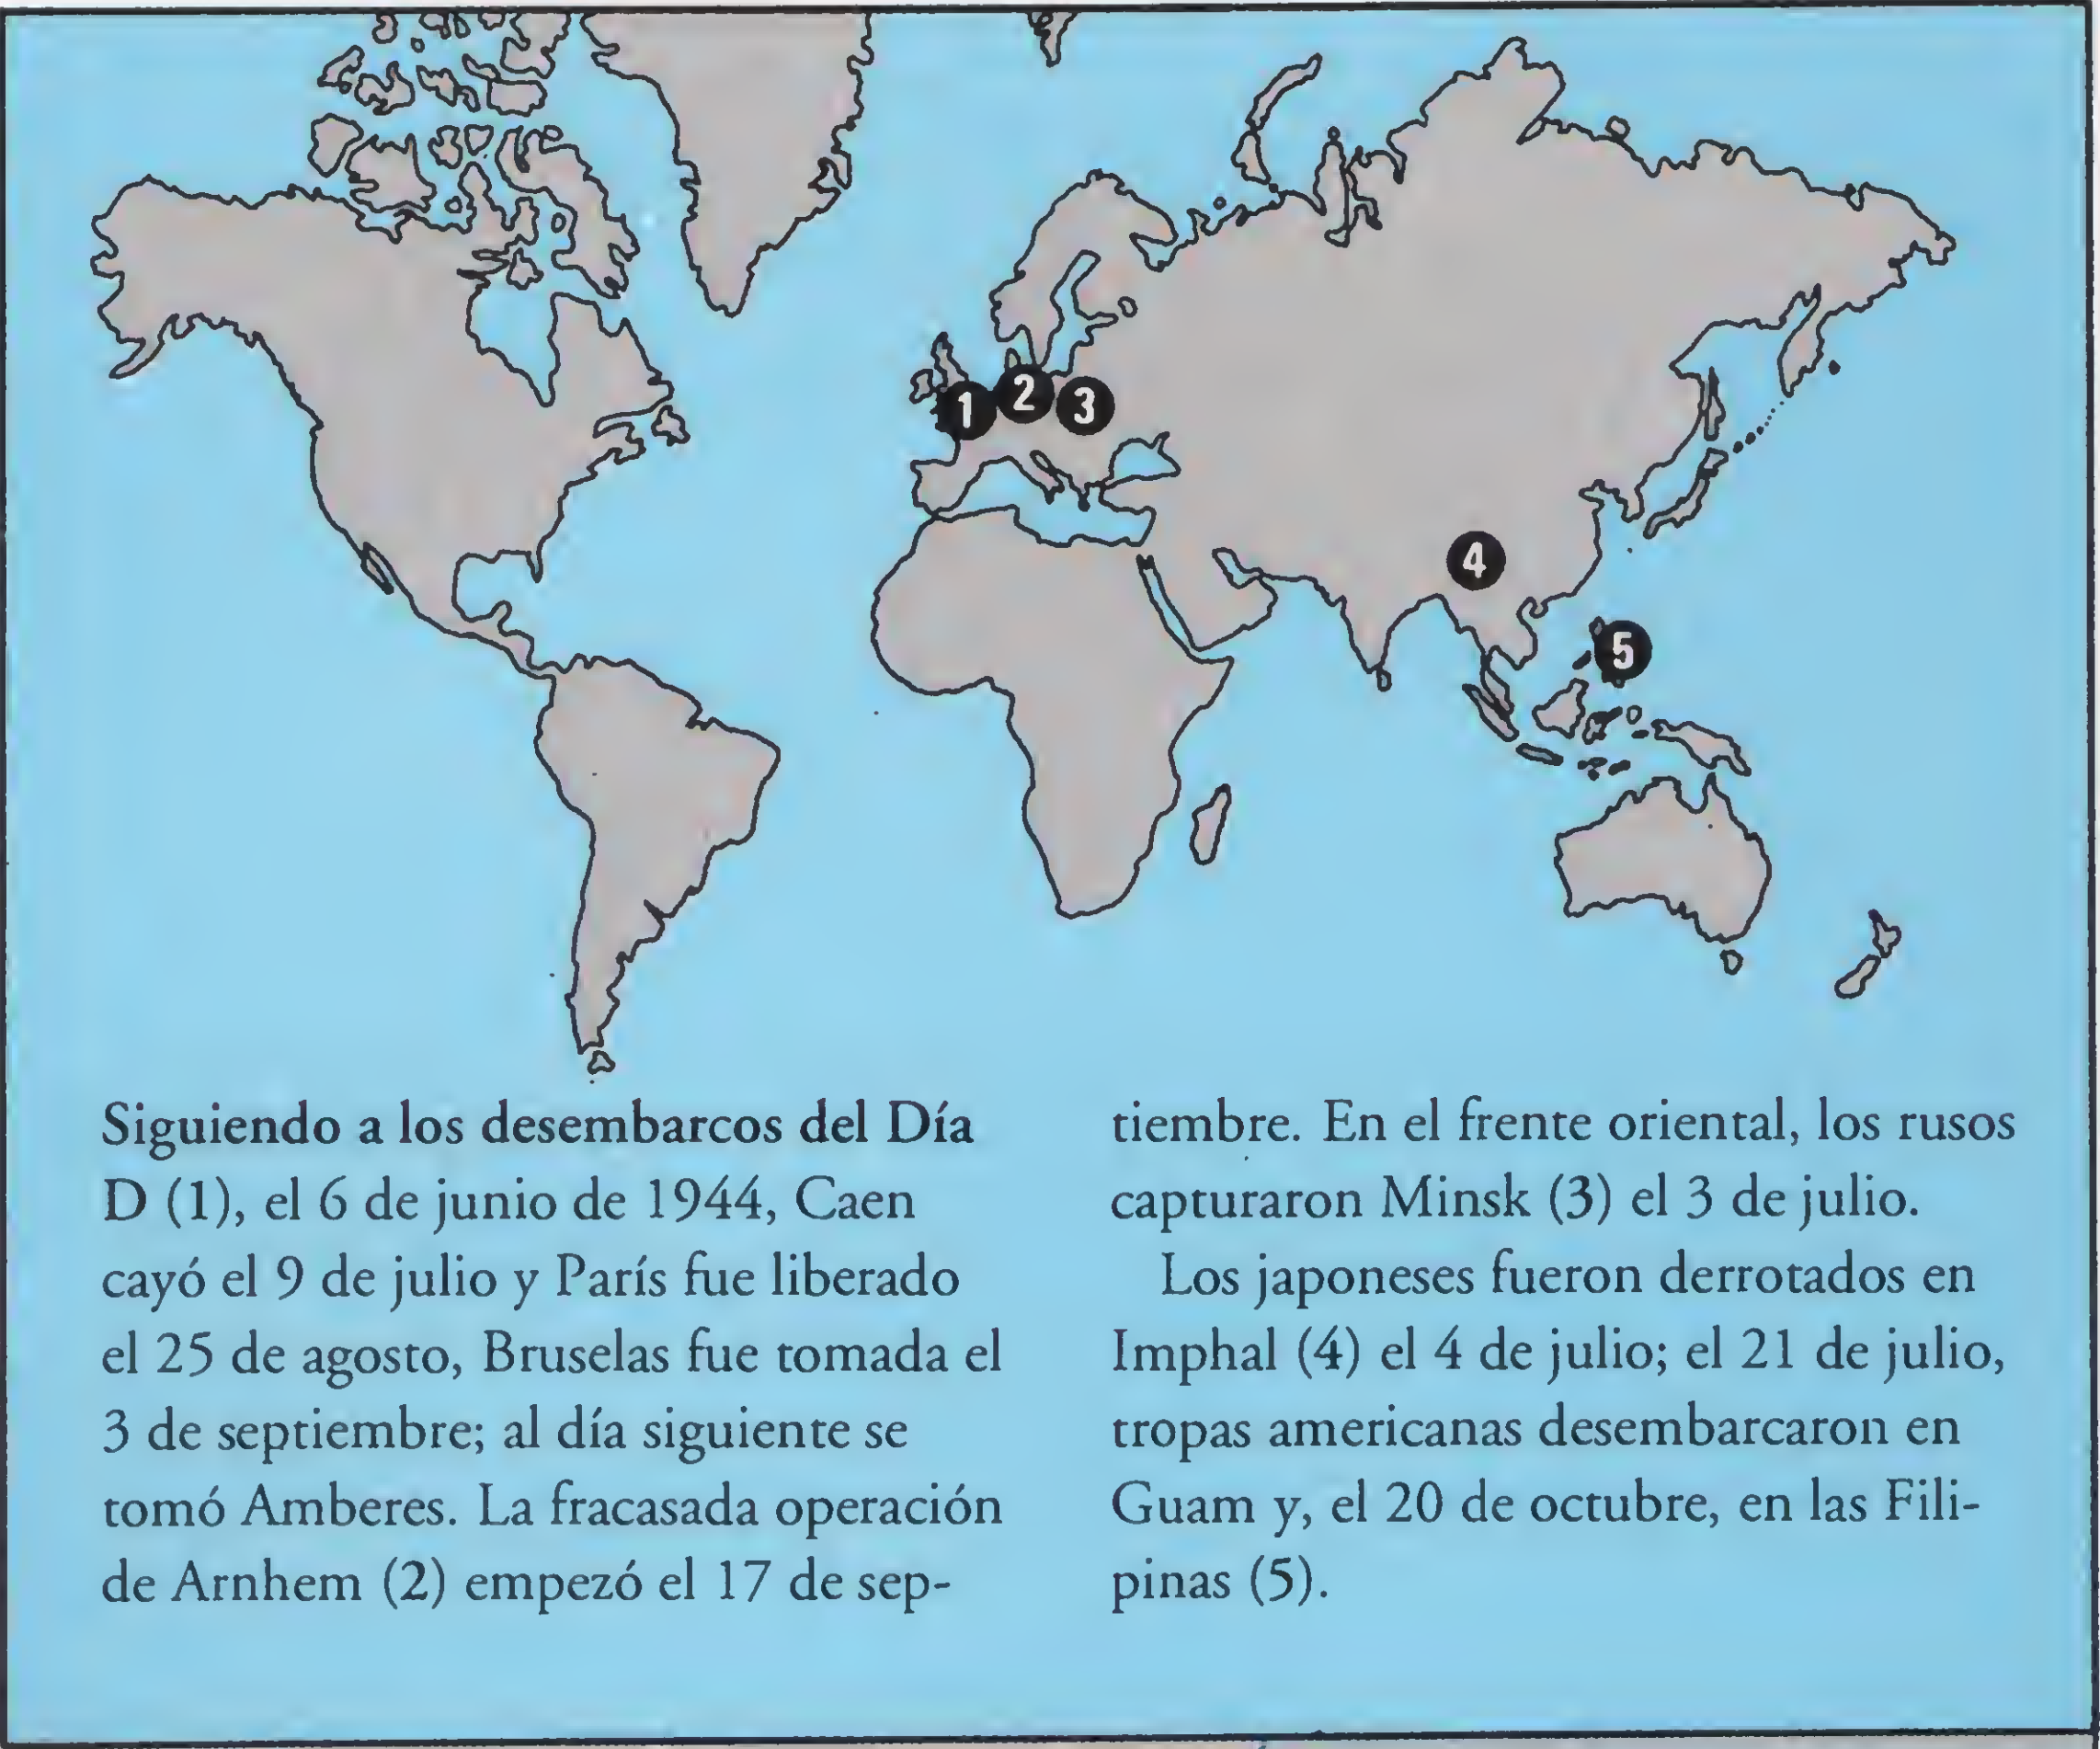 1
2
3
4
5
Siguiendo a los desembarcos del Día
D (1), el 6 de junio de 1944, Caen
cayó el 9 de julio y París fue liberado
el 25 de agosto, Bruselas fue tomada el
3 de septiembre; al día siguiente se
tomó Amberes. La fracasada operación
de Arnhem (2) empezó el 17 de sep-
tiembre. En el frente oriental, los rusos
capturaron Minsk (3) el 3 de julio.
Los japoneses fueron derrotados en
Imphal (4) el 4 de julio; el 21 de julio,
tropas americanas desembarcaron en
Guam y, el 20 de octubre, en las Fili-
pinas (5).